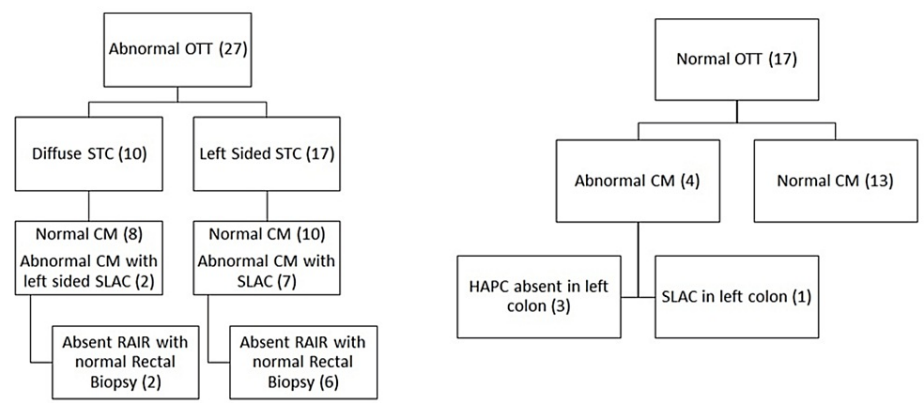 Abnormal OTT (27)
Diffuse STC (10)
Left Sided STC (17)
Normal CM (8)
Abnormal CM with
left sided SLAC (2)
Normal CM (10)
Abnormal CM with
SLAC (7)
Absent RAIR with
normal Rectal
Biopsy (2)
Absent RAIR with
normal Rectal
Biopsy (6)
Normal OTT (17)
Abnormal CM (4)
Normal CM (13)
HAPC absent in left
colon (3)
SLAC in left colon (1)